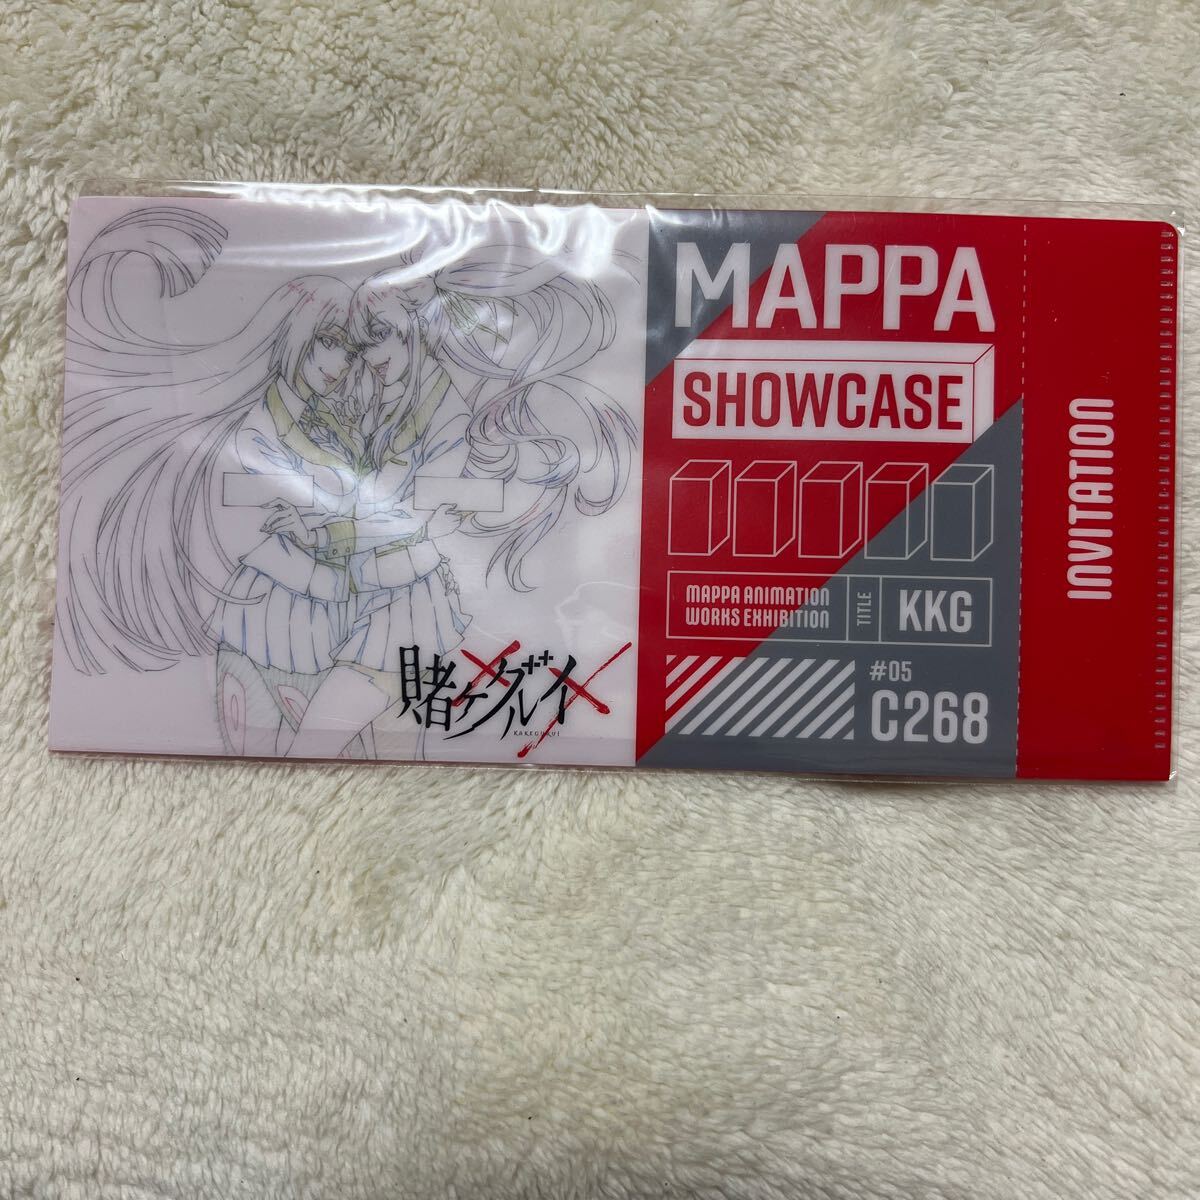 賭ケグルイ××
KAKEGURUI
MAPPA
SHOWCASE
MAPPA ANIMATION
WORKS EXHIBITION
TITLE
KKG
#05
C268
INVITATION